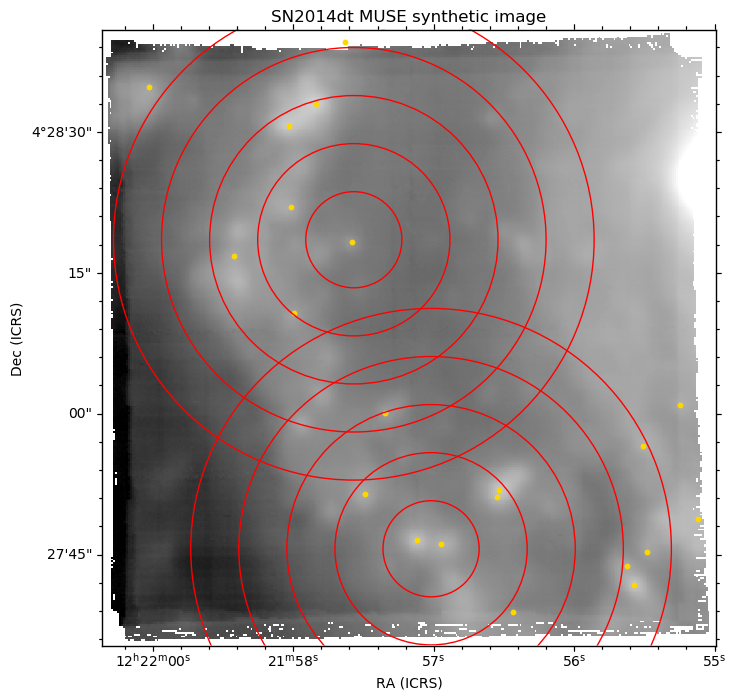 SN2014dt MUSE synthetic image
4°28'30"
15"
00"
27'45"
Dec (ICRS)
12ʰ22ᵐ00ˢ 21ᵐ58ˢ 57ˢ 56ˢ 55ˢ
RA (ICRS)